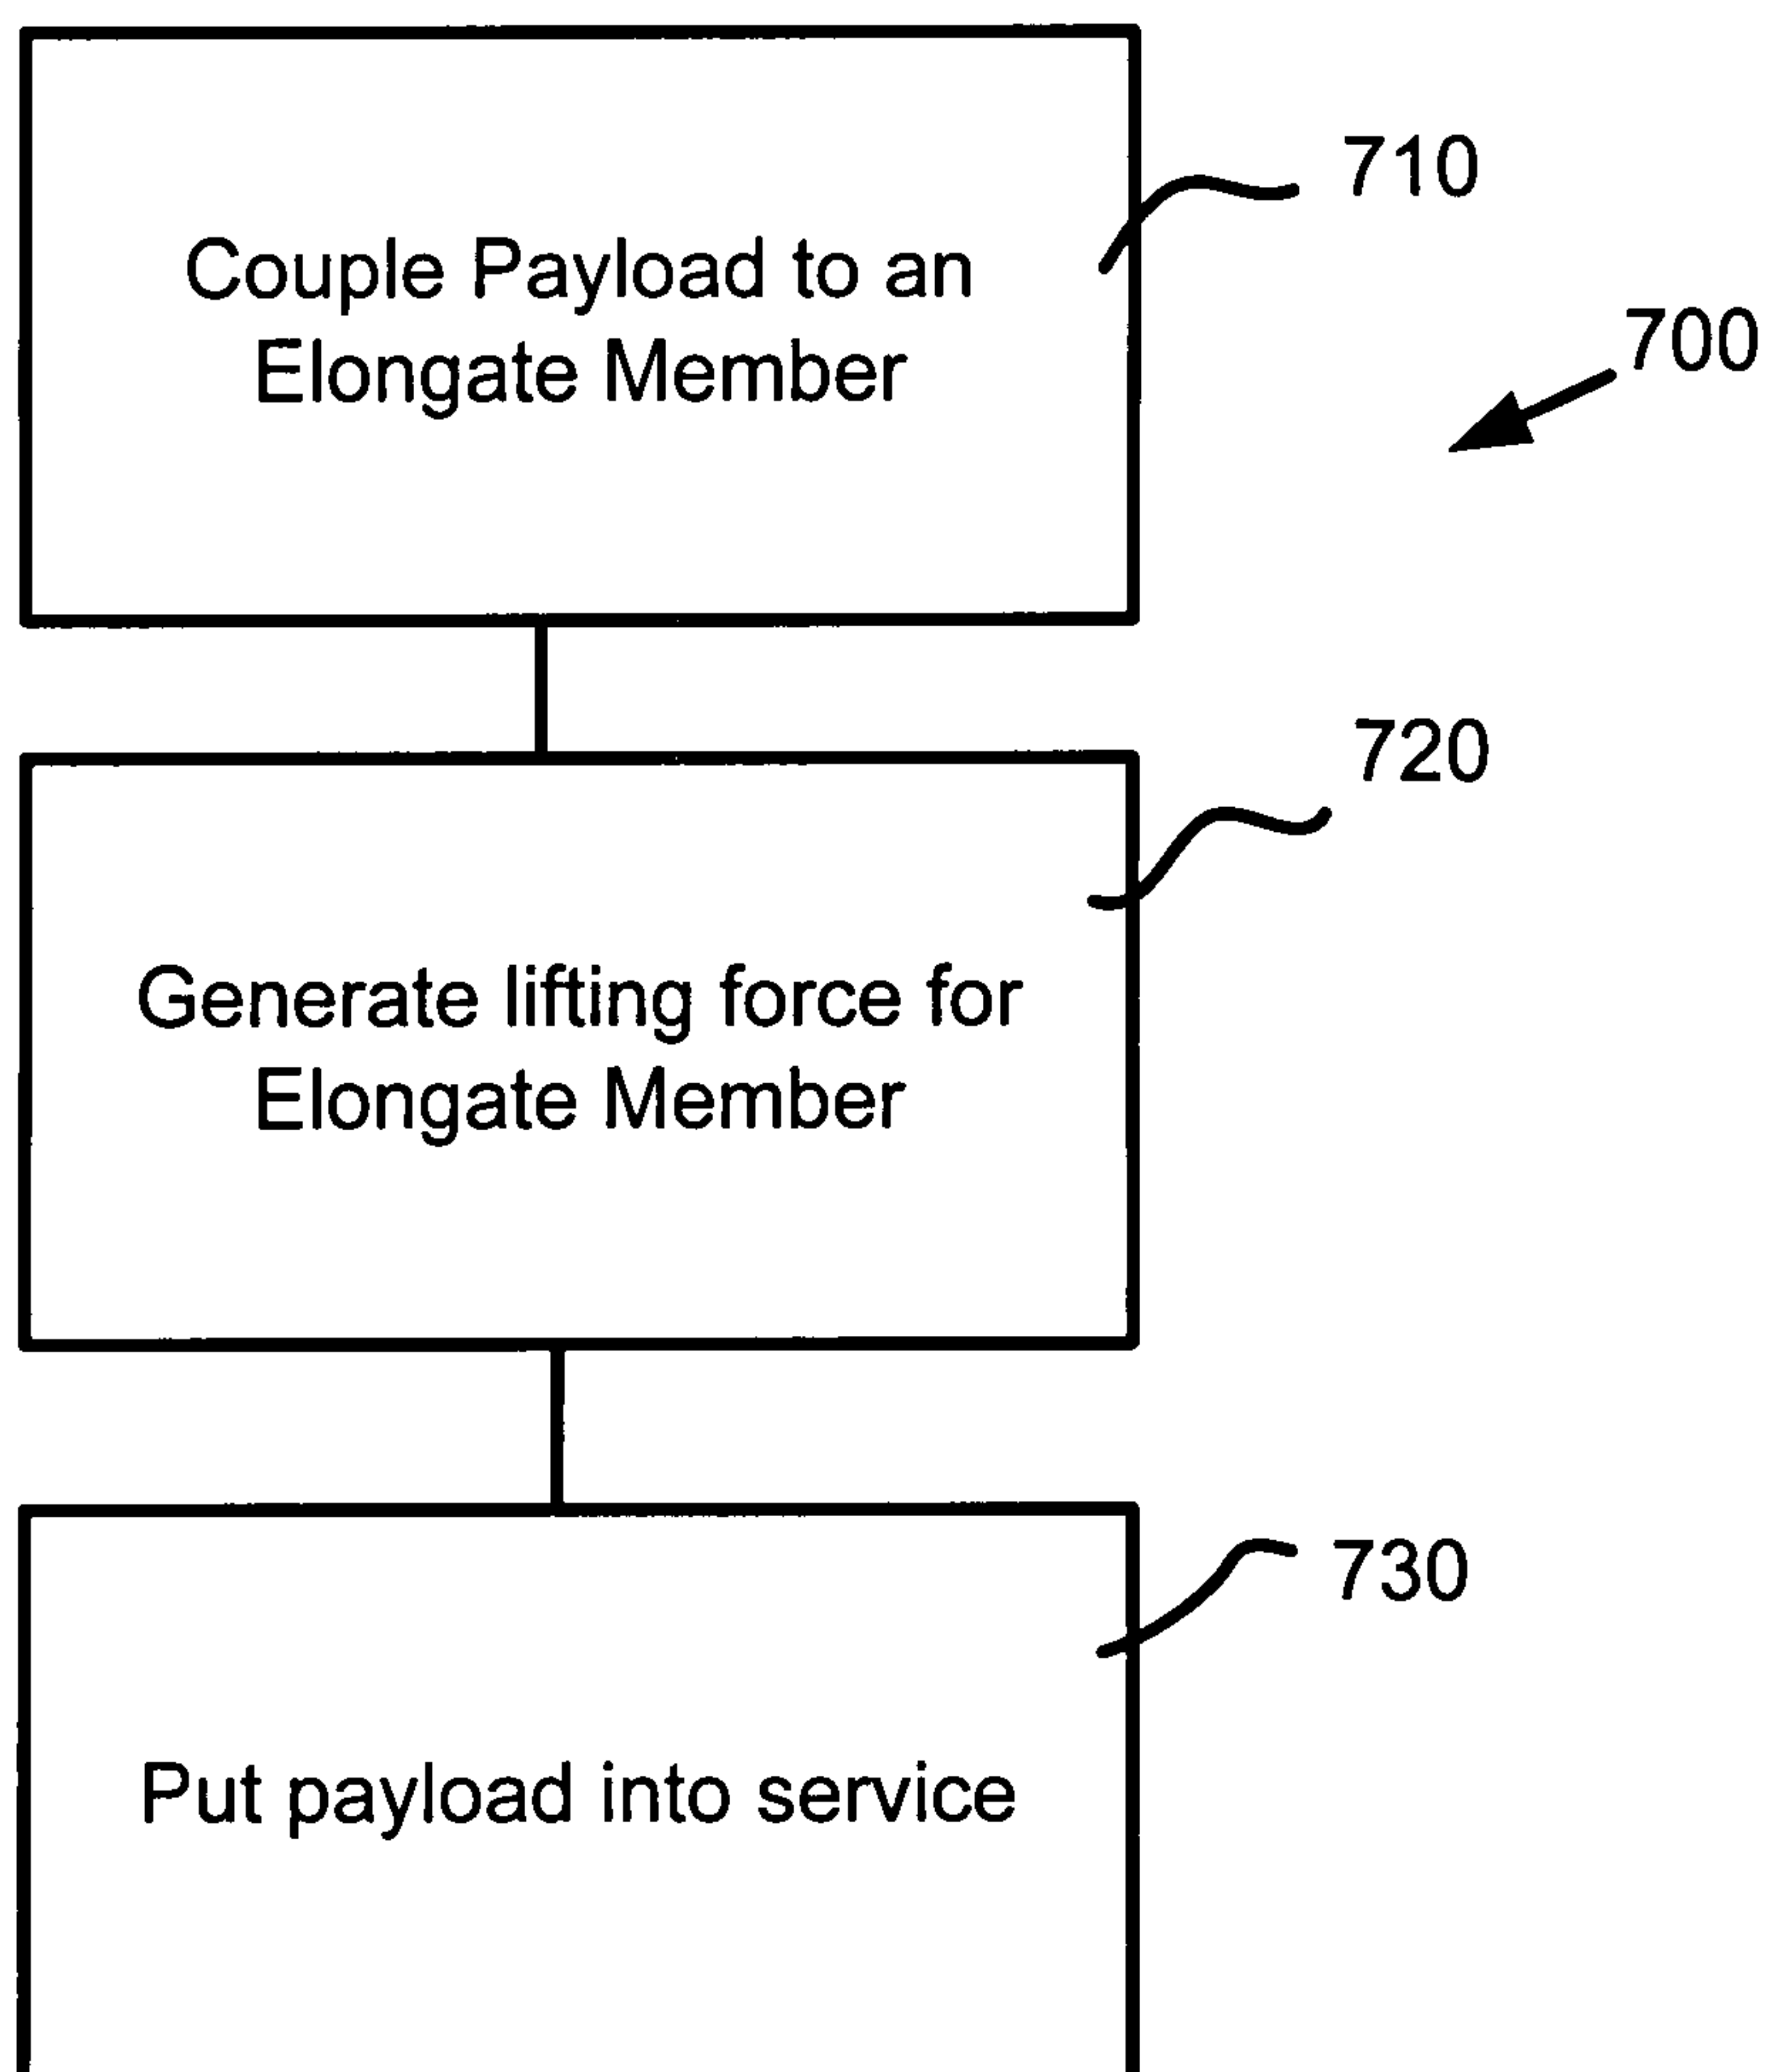 710
Couple Payload to an
Elongate Member
700
720
Generate lifting force for
Elongate Member
730
Put payload into service